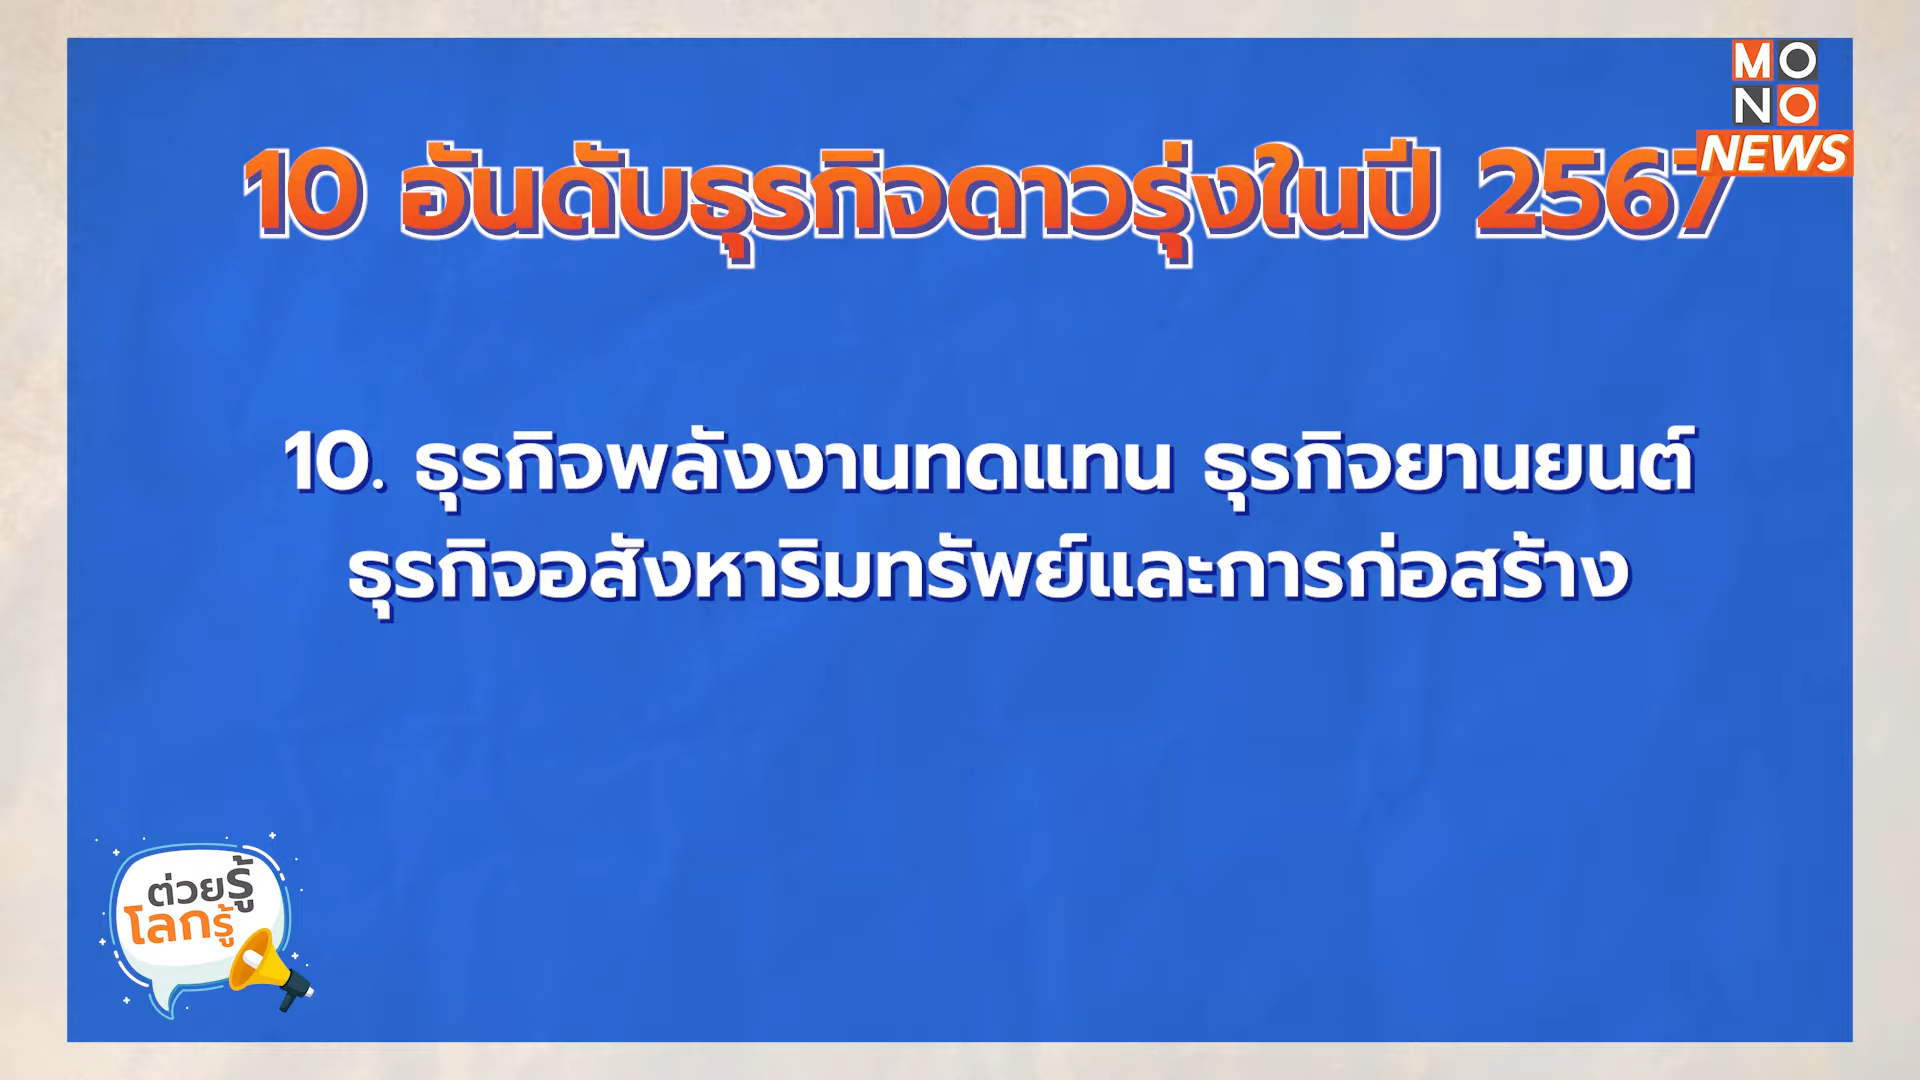 MONO
NEWS
10 อันดับธุรกิจดาวรุ่งในปี 2567
10. ธุรกิจพลังงานทดแทน ธุรกิจยานยนต์
ธุรกิจอสังหาริมทรัพย์และการก่อสร้าง
ต่วยรู้
โลกรู้